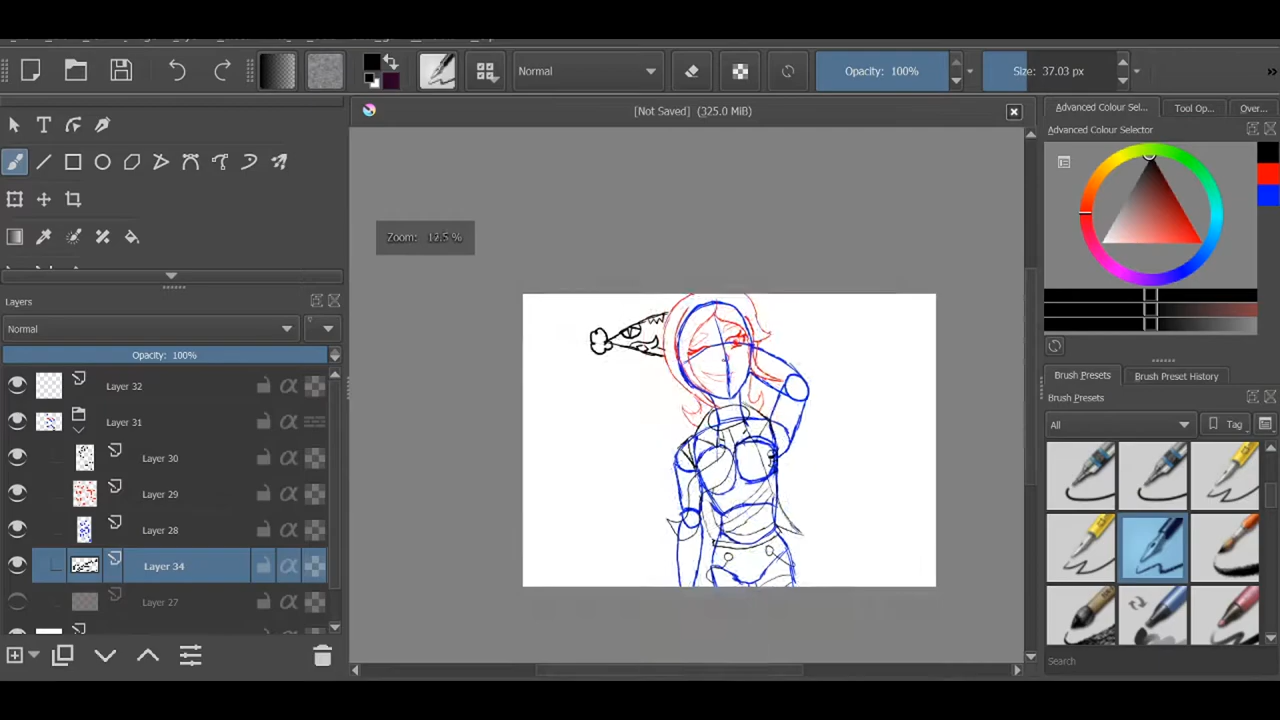 Normal
Opacity: 100%
Size: 37.03 px
»
[Not Saved] (325.0 MiB)
Advanced Colour Sel...
Tool Op...
Over...
Advanced Colour Selector
Zoom: 12.5 %
Layers
Normal
Opacity: 100%
Layer 32
Layer 31
Layer 30
Layer 29
Layer 28
Layer 34
Layer 27
Brush Presets
Brush Preset History
Brush Presets
All
Tag
Search